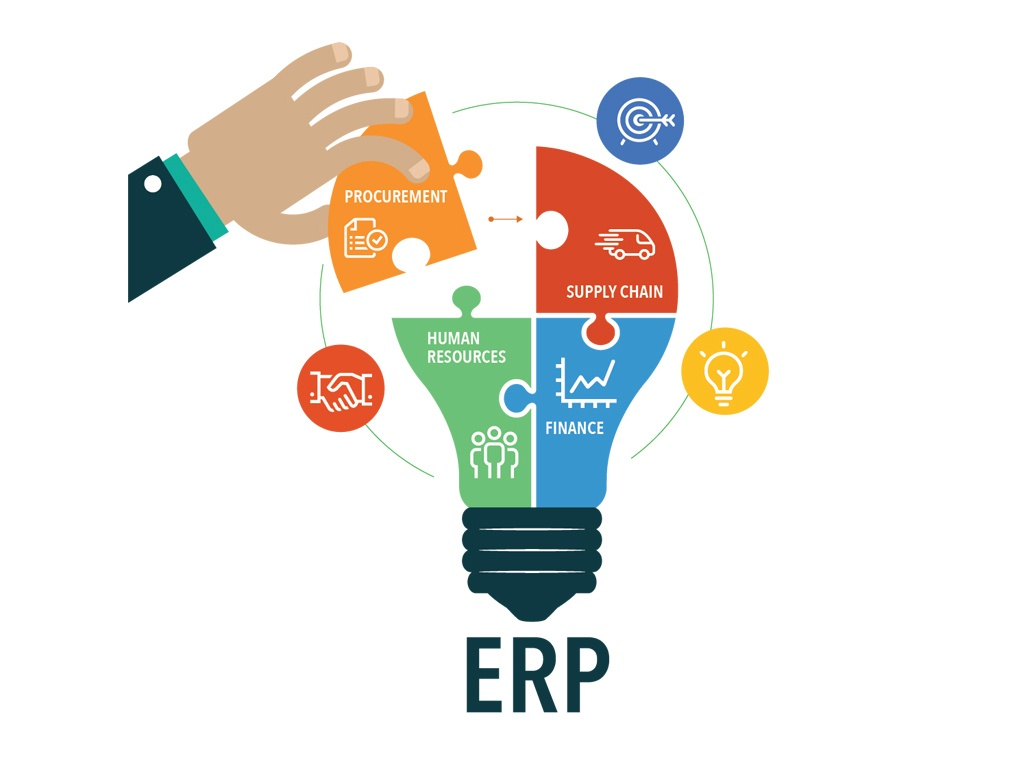 PROCUREMENT
SUPPLY CHAIN
HUMAN
RESOURCES
FINANCE
ERP